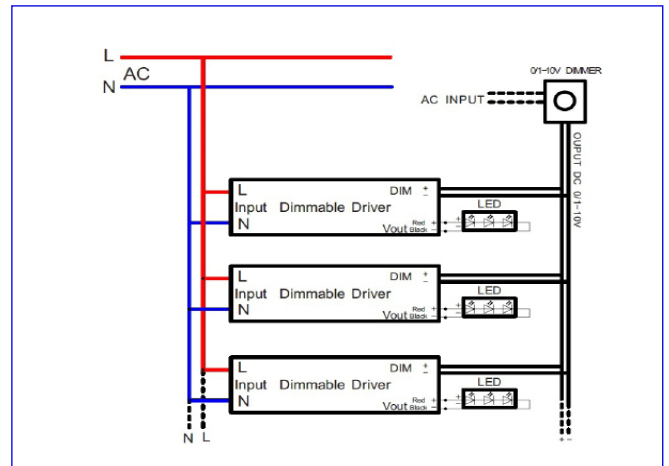 L
AC
N
0/1-10V DIMMER
AC INPUT
OUPUT DC 0/1-10V
L
DIM + −
Input Dimmable Driver
N
Vout Red + Black −
LED
+ −
L
DIM + −
Input Dimmable Driver
N
Vout Red + Black −
LED
+ −
L
DIM + −
Input Dimmable Driver
N
Vout Red + Black −
LED
+ −
N L
+ −